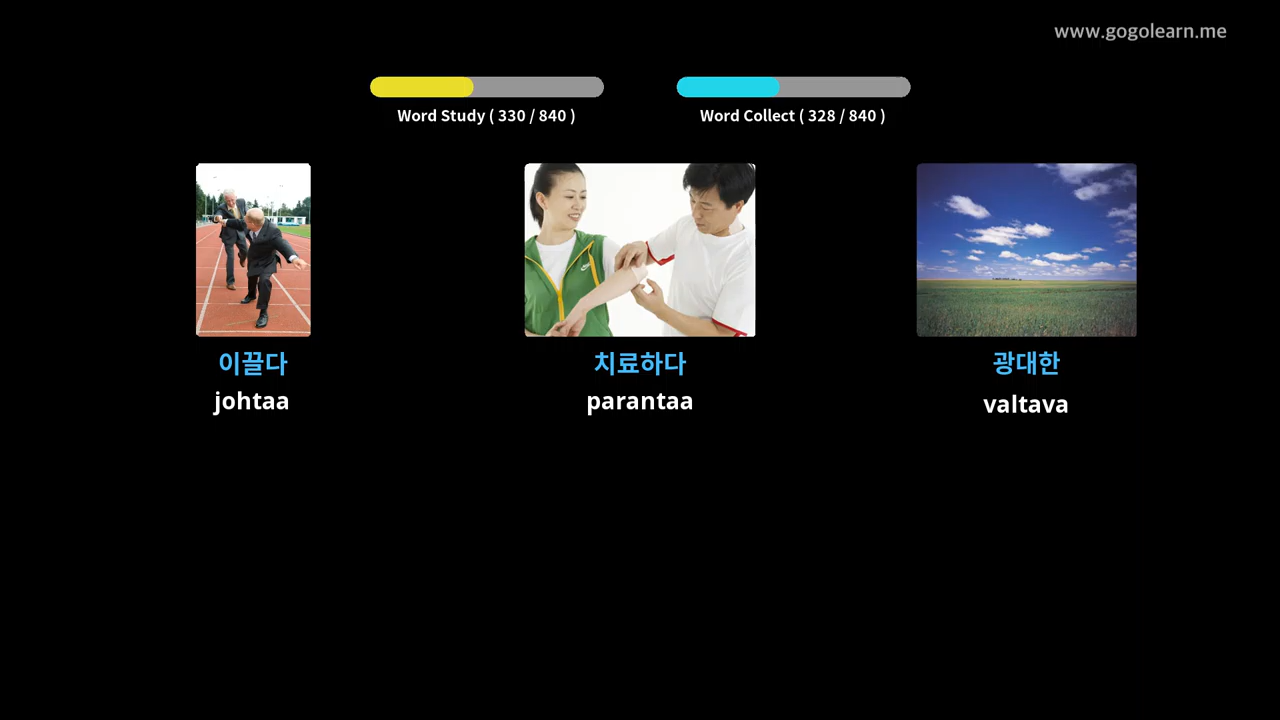 www.gogolearn.me
Word Study ( 330 / 840 )
Word Collect ( 328 / 840 )
이끌다
johtaa
치료하다
parantaa
광대한
valtava